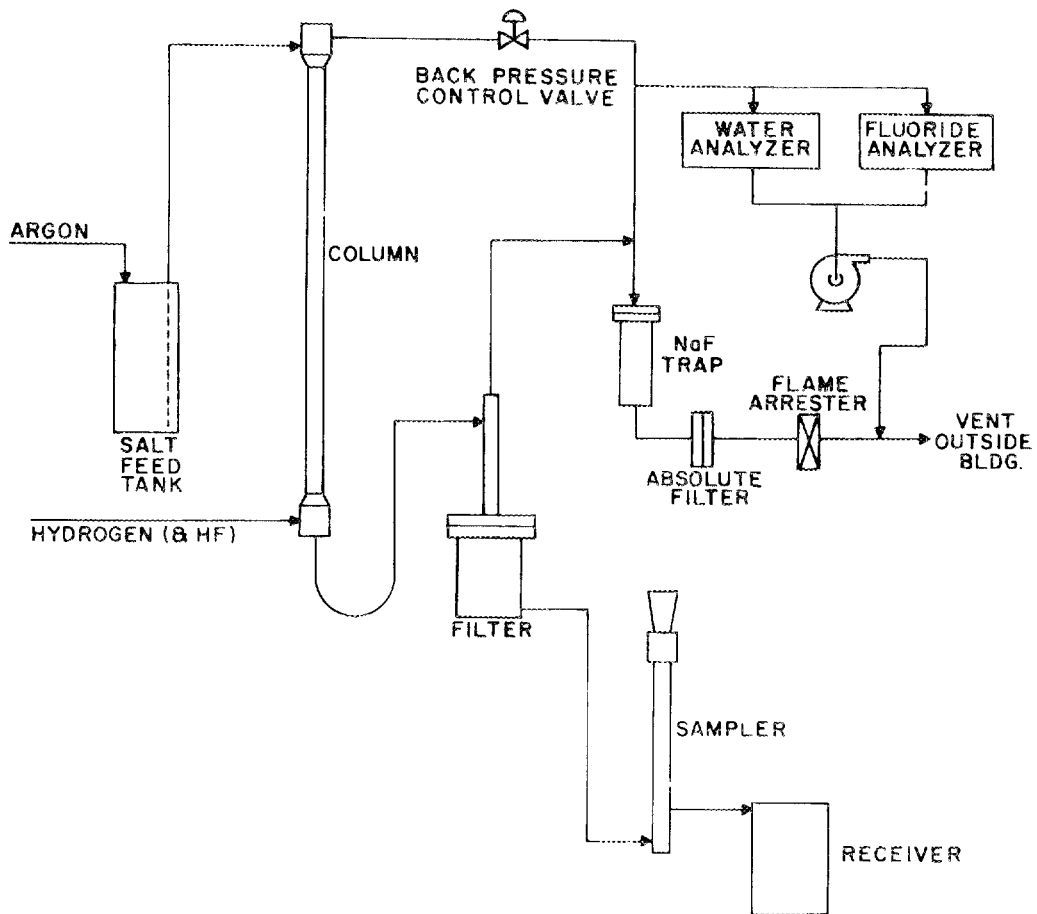 BACK PRESSURE
CONTROL VALVE
WATER
ANALYZER
FLUORIDE
ANALYZER
ARGON
COLUMN
NaF
TRAP
FLAME
ARRESTER
VENT
OUTSIDE
BLDG.
SALT
FEED
TANK
ABSOLUTE
FILTER
HYDROGEN (& HF)
FILTER
SAMPLER
RECEIVER